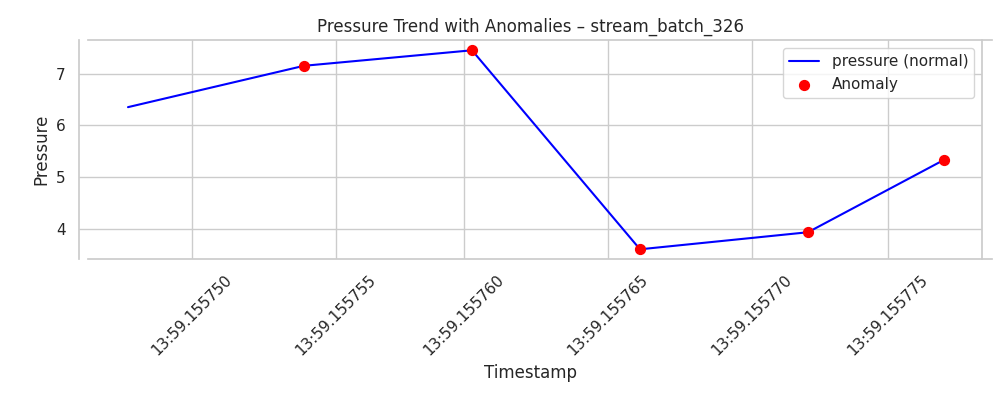 Pressure Trend with Anomalies – stream_batch_326
pressure (normal)
Anomaly
Pressure
7
6
5
4
13:59.155750
13:59.155755
13:59.155760
13:59.155765
13:59.155770
13:59.155775
Timestamp